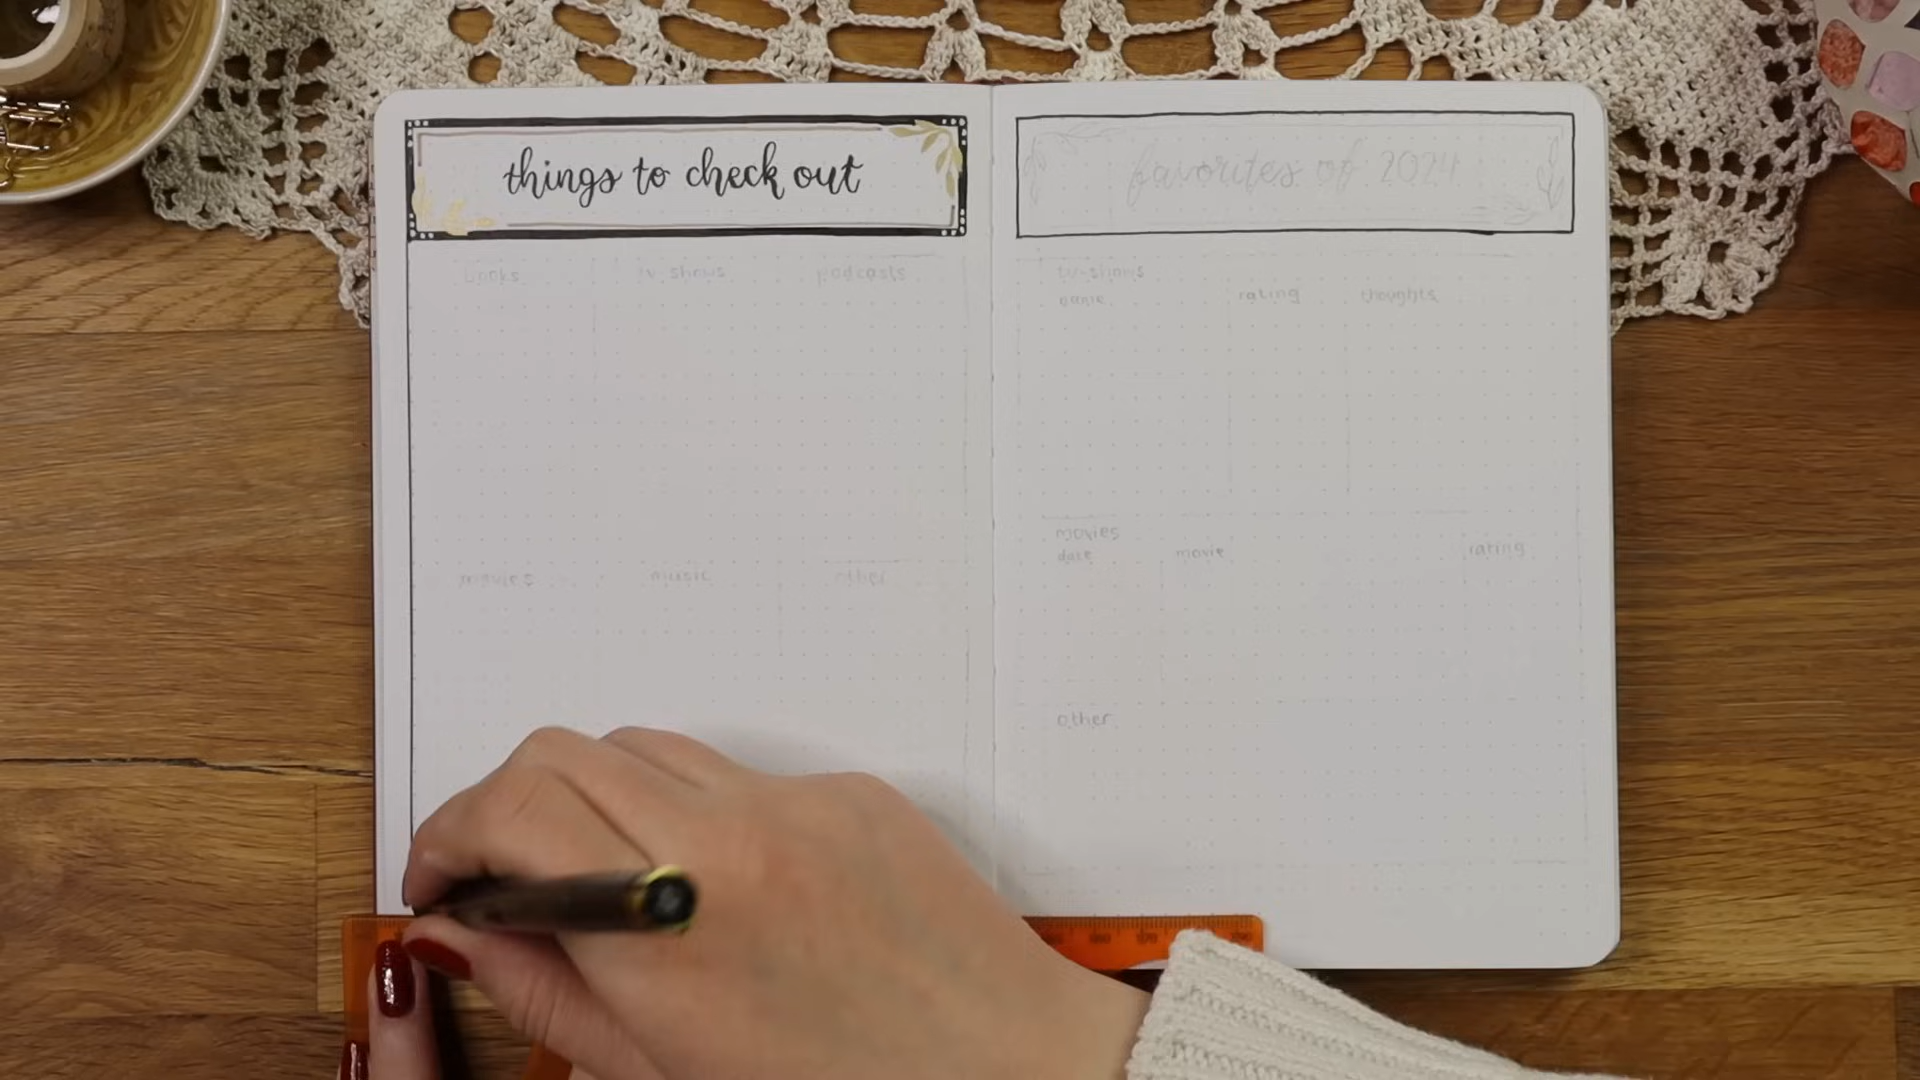 things to check out
books tv shows podcasts
movies music other
favorites of 2024
tv-shows
name rating thoughts
movies
date movie rating
other